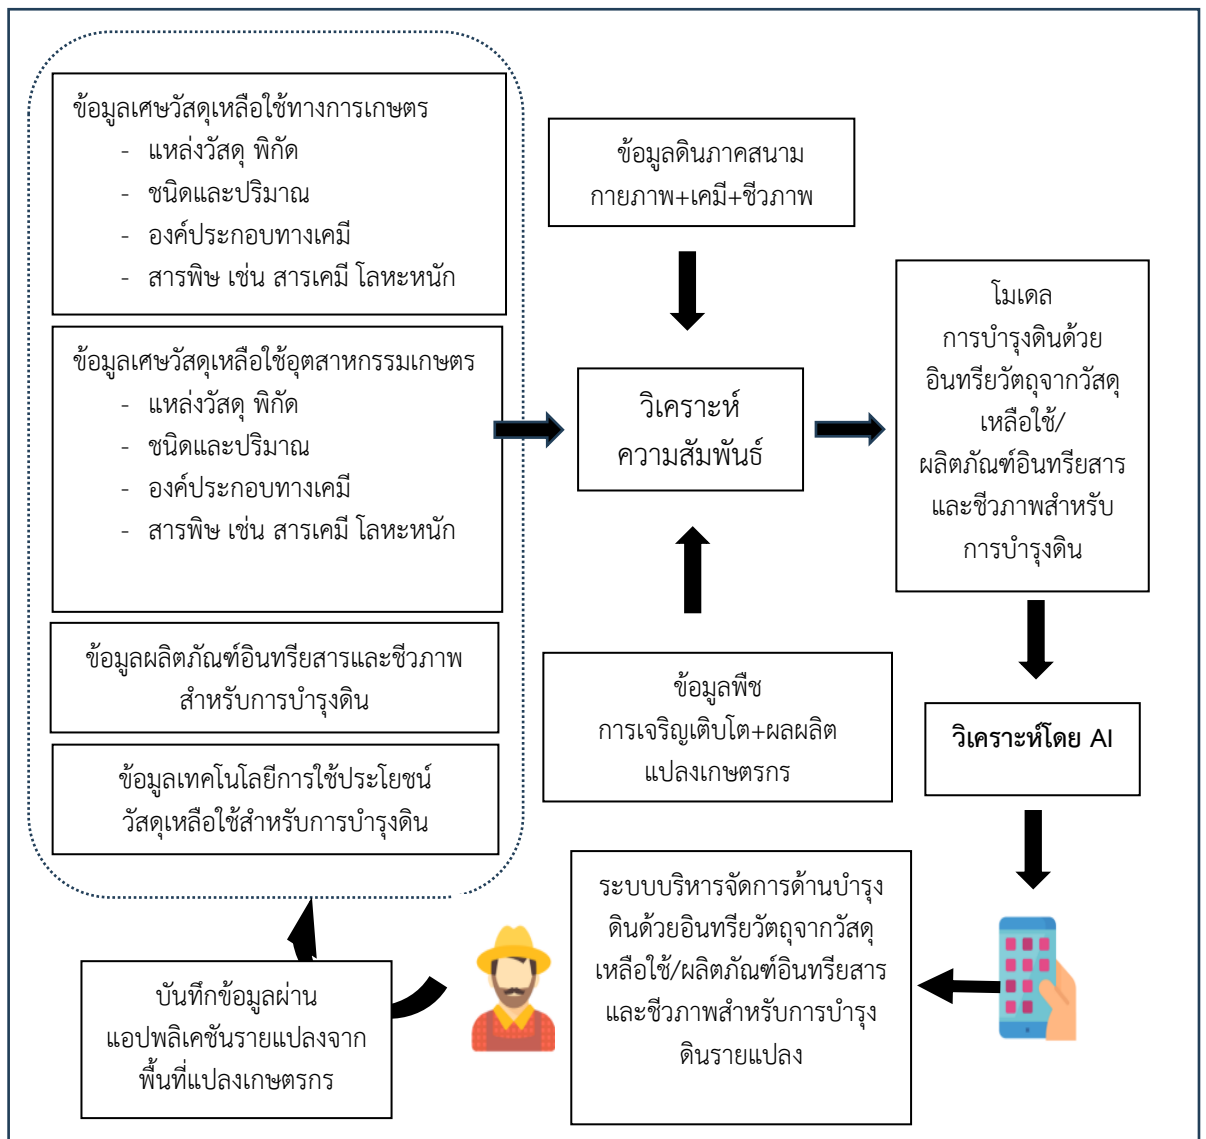 ข้อมูลเศษวัสดุเหลือใช้ทางการเกษตร
- แหล่งวัสดุ พิกัด
- ชนิดและปริมาณ
- องค์ประกอบทางเคมี
- สารพิษ เช่น สารเคมี โลหะหนัก
ข้อมูลเศษวัสดุเหลือใช้อุตสาหกรรมเกษตร
- แหล่งวัสดุ พิกัด
- ชนิดและปริมาณ
- องค์ประกอบทางเคมี
- สารพิษ เช่น สารเคมี โลหะหนัก
ข้อมูลผลิตภัณฑ์อินทรียสารและชีวภาพ
สำหรับการบำรุงดิน
ข้อมูลเทคโนโลยีการใช้ประโยชน์
วัสดุเหลือใช้สำหรับการบำรุงดิน
ข้อมูลดินภาคสนาม
กายภาพ+เคมี+ชีวภาพ
วิเคราะห์
ความสัมพันธ์
ข้อมูลพืช
การเจริญเติบโต+ผลผลิต
แปลงเกษตรกร
โมเดล
การบำรุงดินด้วย
อินทรียวัตถุจากวัสดุ
เหลือใช้/
ผลิตภัณฑ์อินทรียสาร
และชีวภาพสำหรับ
การบำรุงดิน
วิเคราะห์โดย AI
ระบบบริหารจัดการด้านบำรุง
ดินด้วยอินทรียวัตถุจากวัสดุ
เหลือใช้/ผลิตภัณฑ์อินทรียสาร
และชีวภาพสำหรับการบำรุง
ดินรายแปลง
บันทึกข้อมูลผ่าน
แอปพลิเคชันรายแปลงจาก
พื้นที่แปลงเกษตรกร